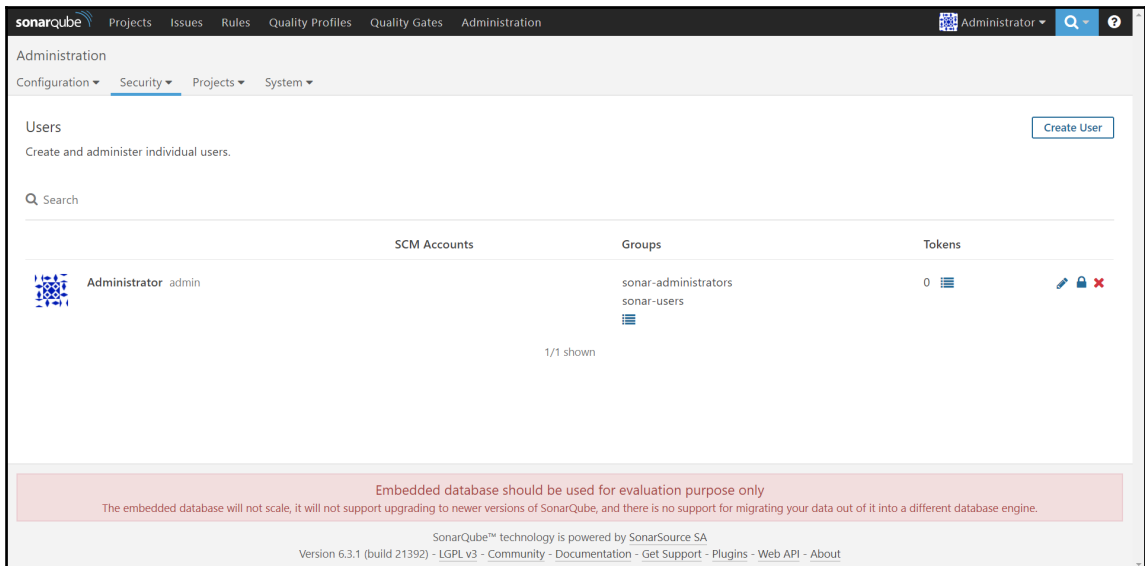 sonarqube Projects Issues Rules Quality Profiles Quality Gates Administration Administrator
Administration
Configuration Security Projects System
Users
Create User
Create and administer individual users.
Search
SCM Accounts Groups Tokens
Administrator admin sonar-administrators 0
sonar-users
1/1 shown
Embedded database should be used for evaluation purpose only
The embedded database will not scale, it will not support upgrading to newer versions of SonarQube, and there is no support for migrating your data out of it into a different database engine.
SonarQube™ technology is powered by SonarSource SA
Version 6.3.1 (build 21392) - LGPL v3 - Community - Documentation - Get Support - Plugins - Web API - About